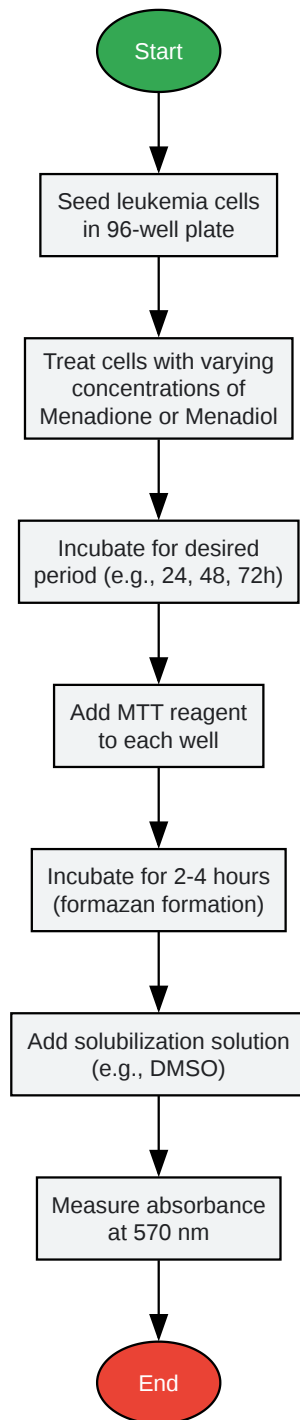 Start
Seed leukemia cells
in 96-well plate
Treat cells with varying
concentrations of
Menadione or Menadiol
Incubate for desired
period (e.g., 24, 48, 72h)
Add MTT reagent
to each well
Incubate for 2-4 hours
(formazan formation)
Add solubilization solution
(e.g., DMSO)
Measure absorbance
at 570 nm
End